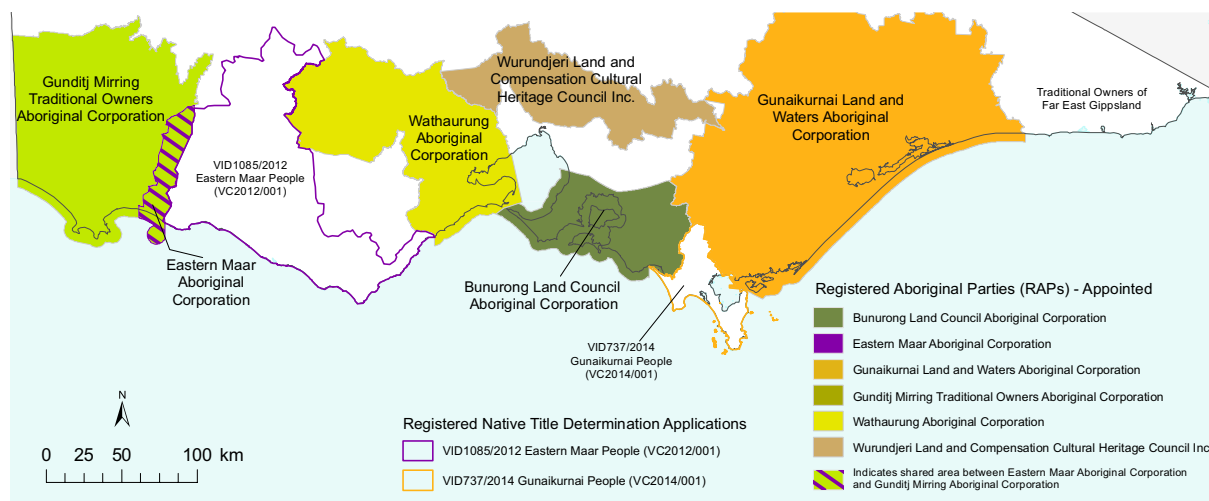 Gunditj Mirring
Traditional Owners
Aboriginal Corporation
VID1085/2012
Eastern Maar People
(VC2012/001)
Wathaurung
Aboriginal
Corporation
Wurundjeri Land and
Compensation Cultural
Heritage Council Inc.
Gunaikurnai Land and
Waters Aboriginal
Corporation
Traditional Owners of
Far East Gippsland
Eastern Maar
Aboriginal
Corporation
Bunurong Land Council
Aboriginal Corporation
VID737/2014
Gunaikurnai People
(VC2014/001)
N
0 25 50 100 km
Registered Native Title Determination Applications
VID1085/2012 Eastern Maar People (VC2012/001)
VID737/2014 Gunaikurnai People (VC2014/001)
Registered Aboriginal Parties (RAPs) - Appointed
Bunurong Land Council Aboriginal Corporation
Eastern Maar Aboriginal Corporation
Gunaikurnai Land and Waters Aboriginal Corporation
Gunditj Mirring Traditional Owners Aboriginal Corporation
Wathaurung Aboriginal Corporation
Wurundjeri Land and Compensation Cultural Heritage Council Inc
Indicates shared area between Eastern Maar Aboriginal Corporation
and Gunditj Mirring Aboriginal Corporation